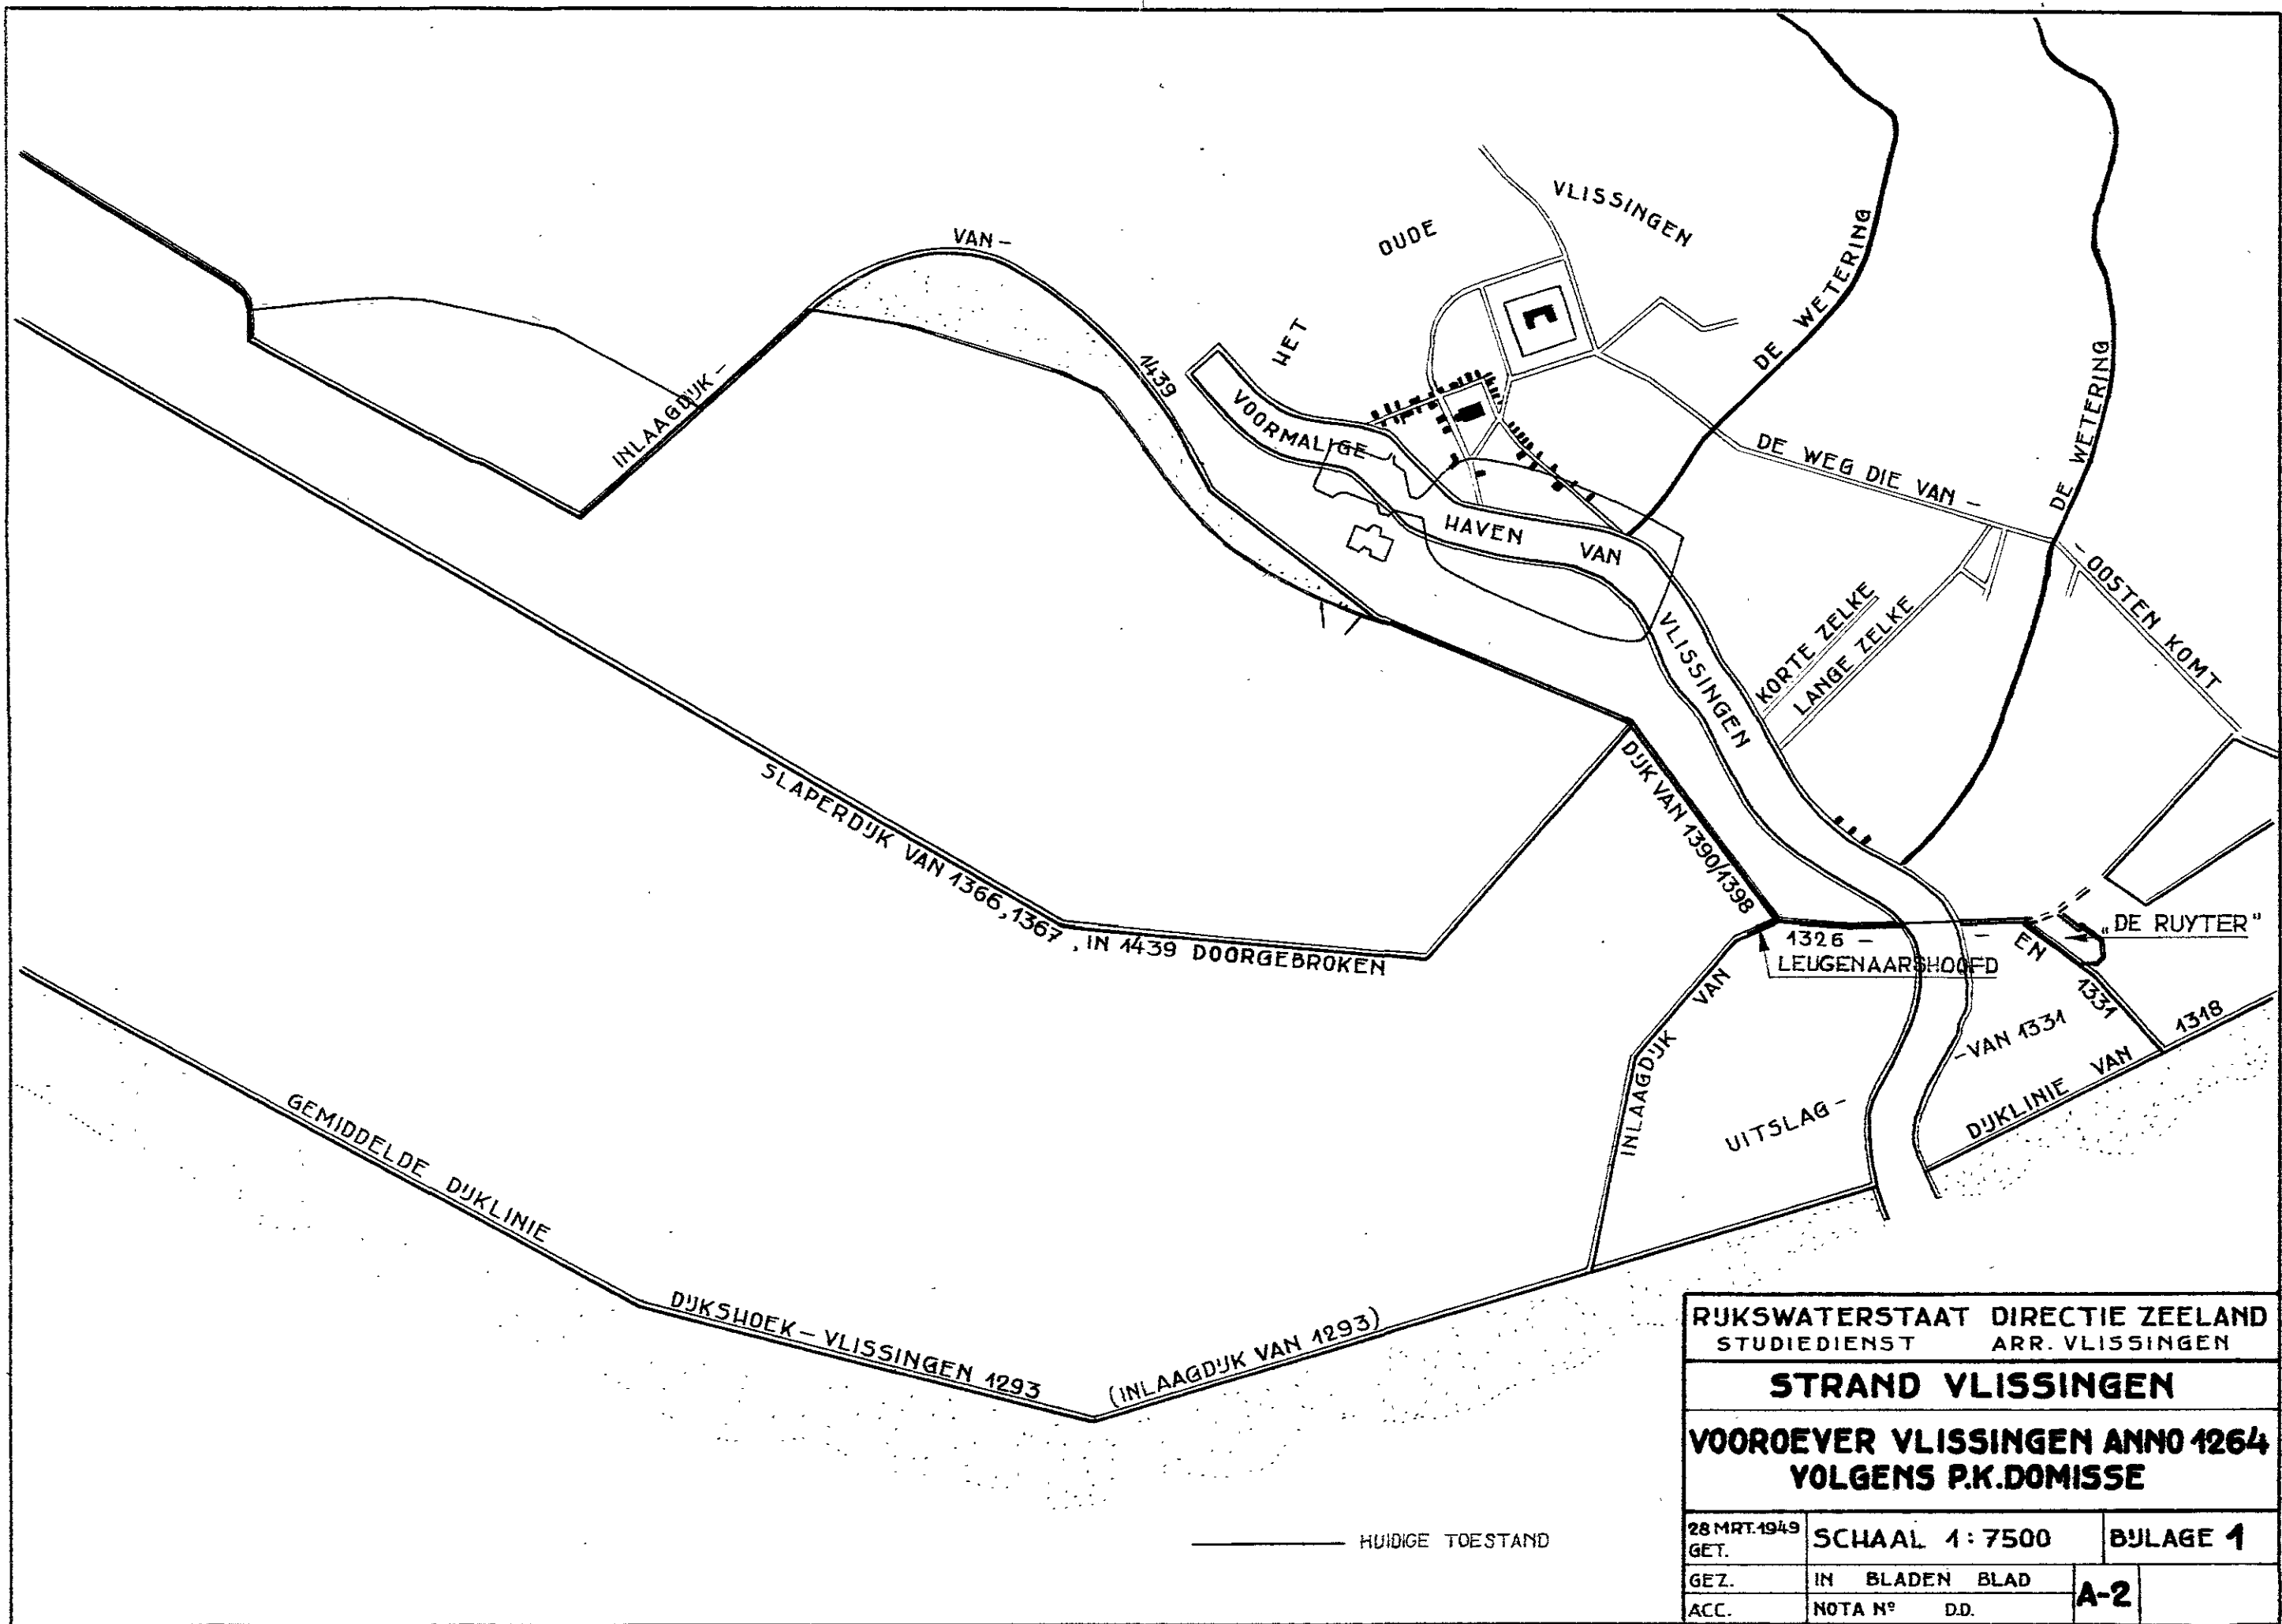 HET OUDE VLISSINGEN
DE WETERING
DE WETERING
INLAAGDIJK – VAN – 1439
VOORMALIGE HAVEN VAN VLISSINGEN
DE WEG DIE VAN –
– OOSTEN KOMT
KORTE ZELKE
LANGE ZELKE
SLAPERDIJK VAN 1366, 1367, IN 1439 DOORGEBROKEN
DIJK VAN 1390/1398
„DE RUYTER"
LEUGENAARSHOOFD
INLAAGDIJK VAN 1326 – – EN 1331
UITSLAG – – VAN 1331
DIJKLINIE VAN 1318
GEMIDDELDE DIJKLINIE
DIJKSHOEK – VLISSINGEN 1293
(INLAAGDIJK VAN 1293)
HUIDIGE TOESTAND
RIJKSWATERSTAAT DIRECTIE ZEELAND
STUDIEDIENST ARR. VLISSINGEN
STRAND VLISSINGEN
VOOROEVER VLISSINGEN ANNO 1264
VOLGENS P.K. DOMISSE
28 MRT. 1949
GET.
SCHAAL 1 : 7500
BIJLAGE 1
GEZ.
IN BLADEN BLAD
A-2
ACC.
NOTA Nº D.D.